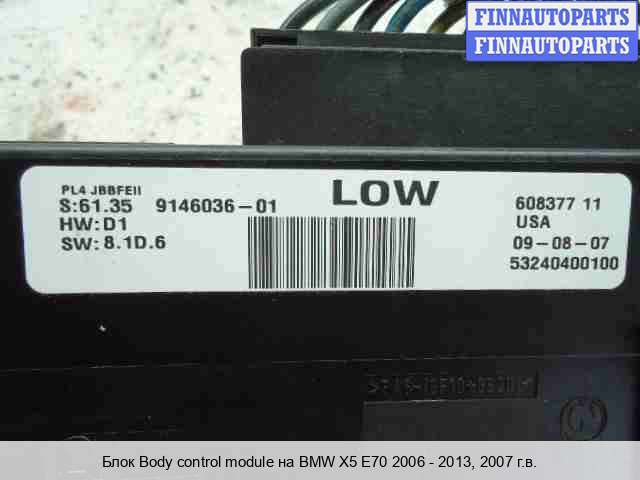 FINNAUTOPARTS
FINNAUTOPARTS
PL4 JBBFEII
LOW
S:61.35 9146036-01
608377 11
HW:D1
USA
SW:8.1D.6
09-08-07
53240400100
Блок Body control module на BMW X5 E70 2006 - 2013, 2007 г.в.